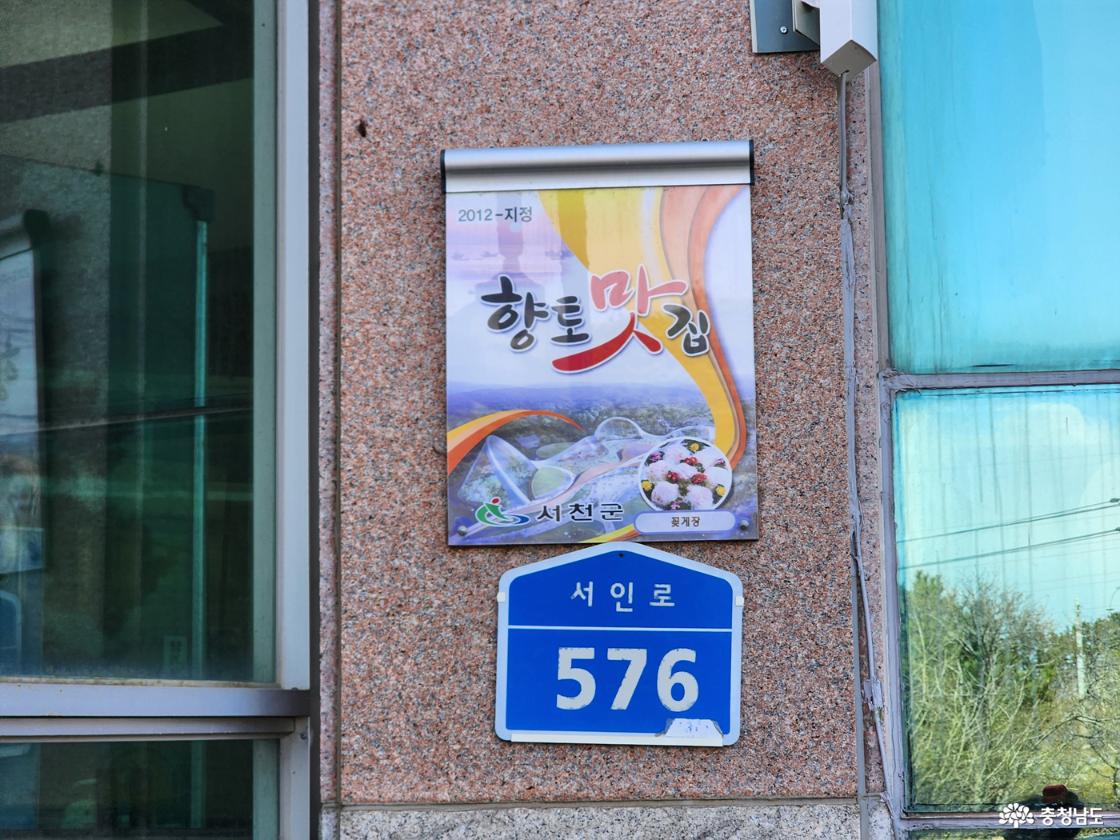 2012-지정
향토맛집
서천군
꽃게장
서인로
576
충청남도